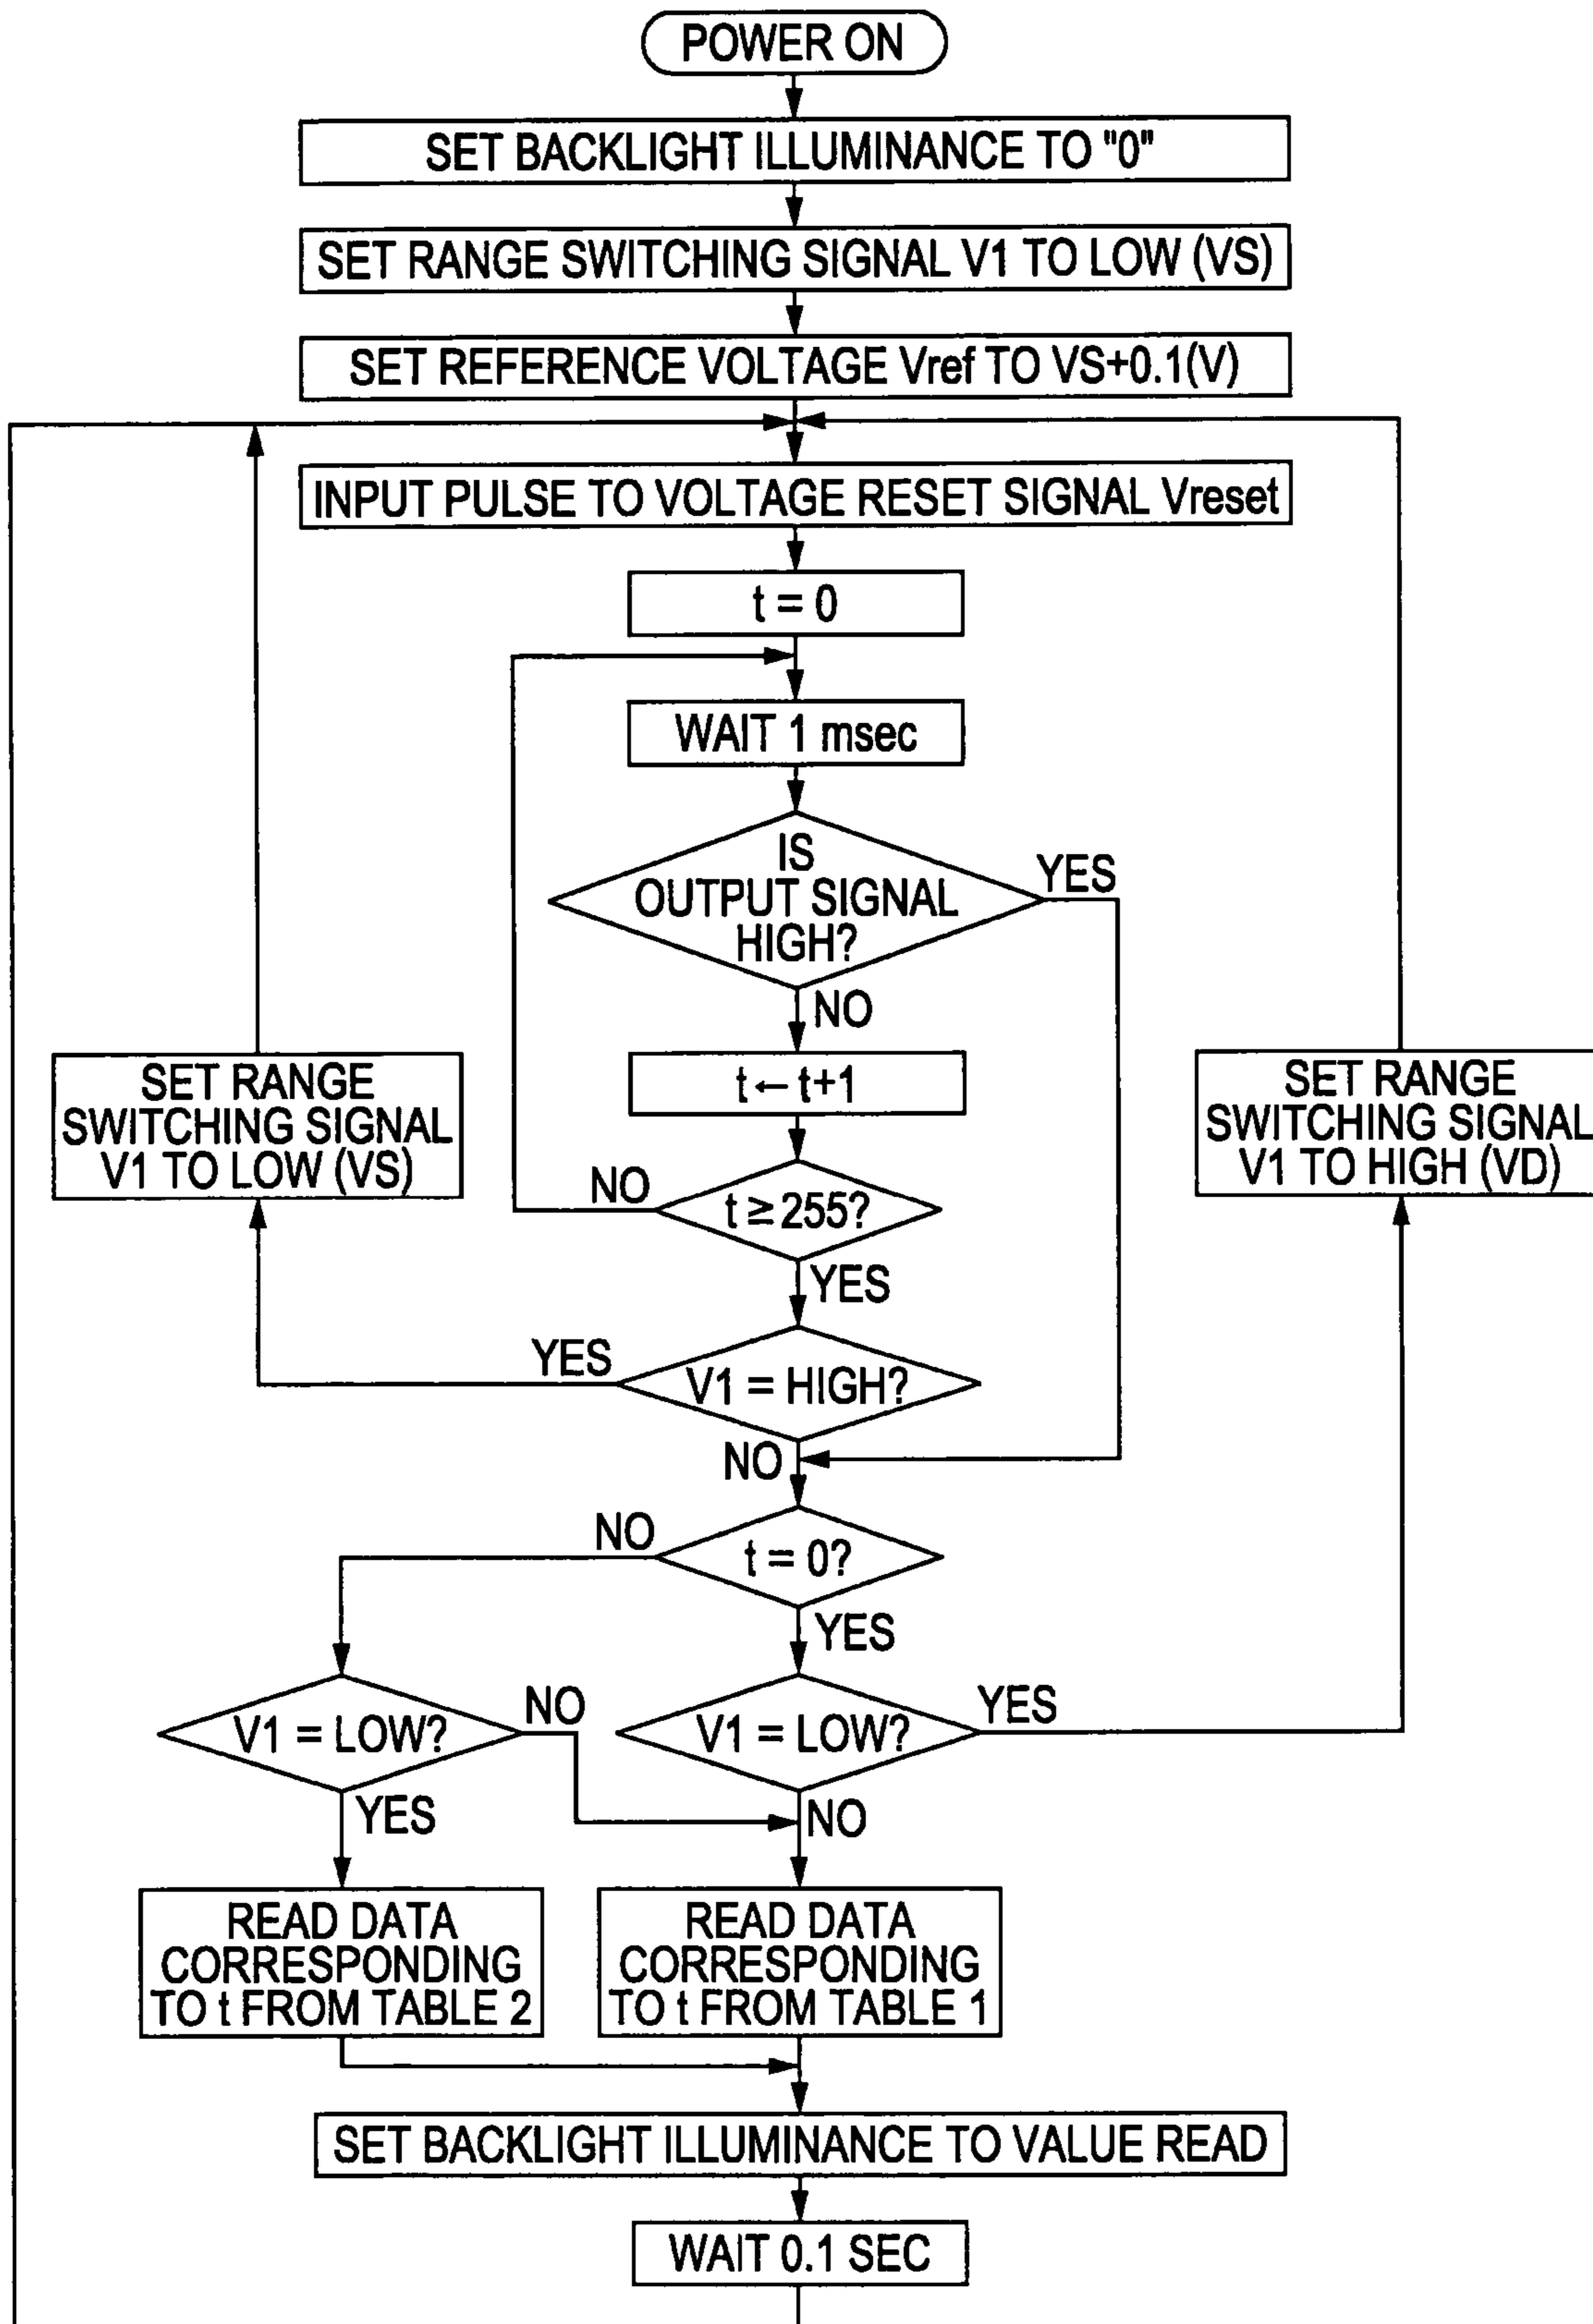 POWER ON
SET BACKLIGHT ILLUMINANCE TO "0"
SET RANGE SWITCHING SIGNAL V1 TO LOW (VS)
SET REFERENCE VOLTAGE Vref TO VS+0.1(V)
INPUT PULSE TO VOLTAGE RESET SIGNAL Vreset
t = 0
WAIT 1 msec
IS
OUTPUT SIGNAL
HIGH?
YES
NO
t ← t+1
SET RANGE
SWITCHING SIGNAL
V1 TO LOW (VS)
SET RANGE
SWITCHING SIGNAL
V1 TO HIGH (VD)
NO
t ≥ 255?
YES
YES
V1 = HIGH?
NO
NO
t = 0?
YES
V1 = LOW?
NO
V1 = LOW?
YES
YES
NO
READ DATA
CORRESPONDING
TO t FROM TABLE 2
READ DATA
CORRESPONDING
TO t FROM TABLE 1
SET BACKLIGHT ILLUMINANCE TO VALUE READ
WAIT 0.1 SEC